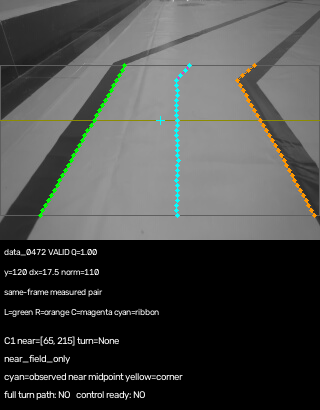 data_0472 VALID Q=1.00
y=120 dx=17.5 norm=110
same-frame measured pair
L=green R=orange C=magenta cyan=ribbon
C1 near=[65, 215] turn=None
near_field_only
cyan=observed near midpoint yellow=corner
full turn path: NO control ready: NO